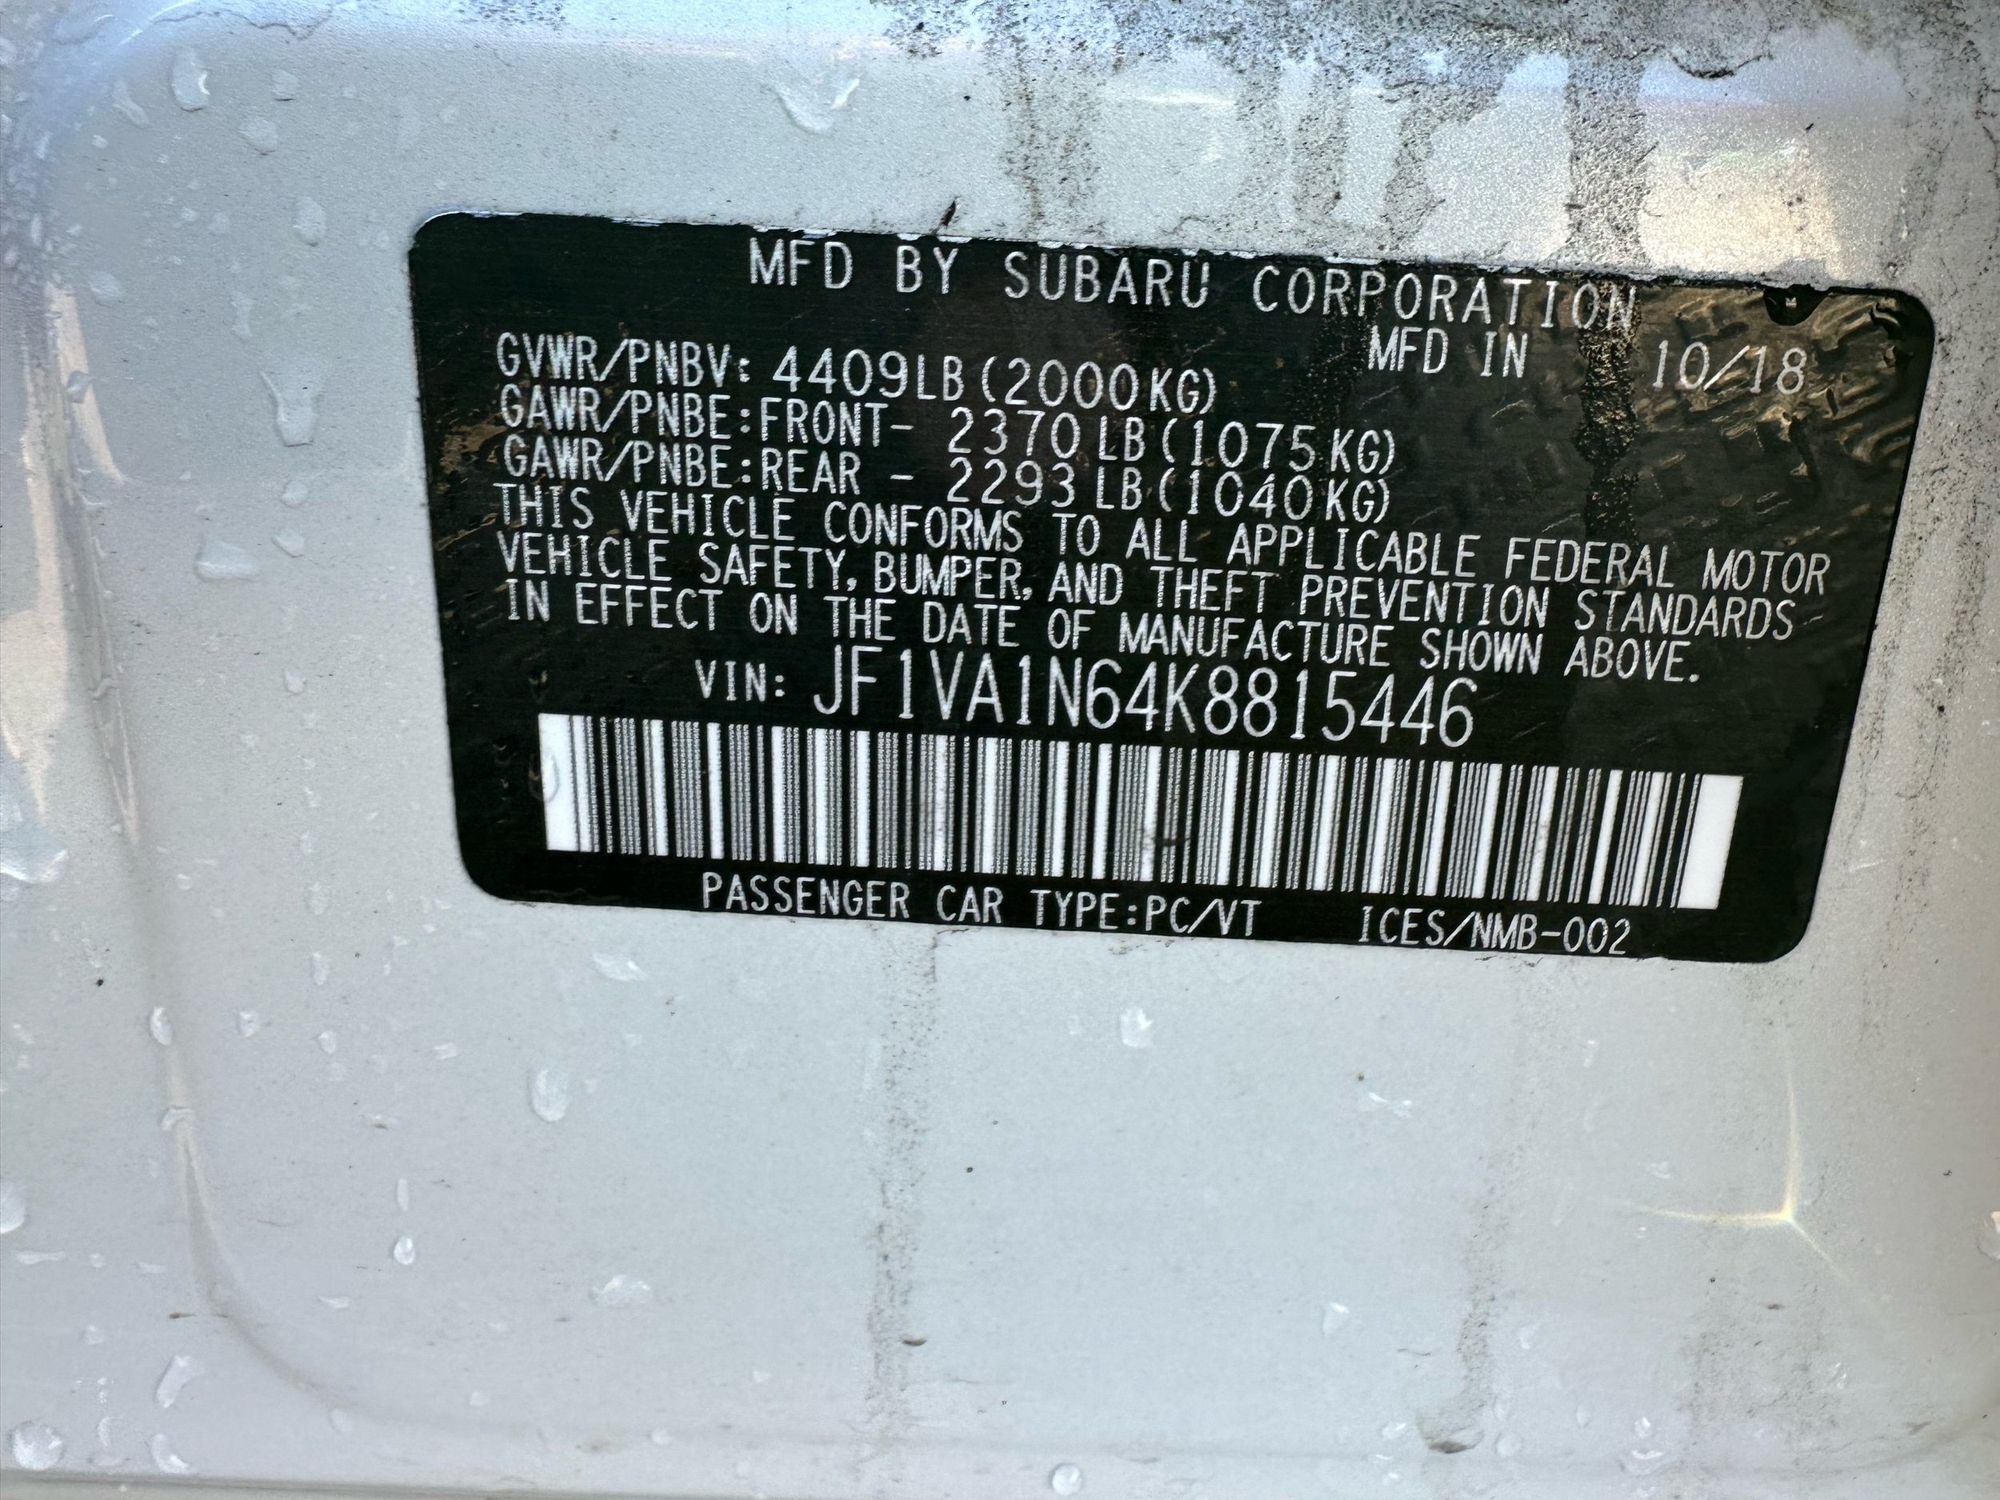 MFD BY SUBARU CORPORATION
MFD IN 10/18
GVWR/PNBV: 4409LB (2000KG)
GAWR/PNBE:FRONT- 2370LB (1075KG)
GAWR/PNBE:REAR - 2293LB (1040KG)
THIS VEHICLE CONFORMS TO ALL APPLICABLE FEDERAL MOTOR
VEHICLE SAFETY, BUMPER, AND THEFT PREVENTION STANDARDS
IN EFFECT ON THE DATE OF MANUFACTURE SHOWN ABOVE.
VIN: JF1VA1N64K8815446
PASSENGER CAR TYPE:PC/VT ICES/NMB-002